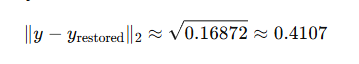 ‖y − y_restored‖₂ ≈ √0.16872 ≈ 0.4107